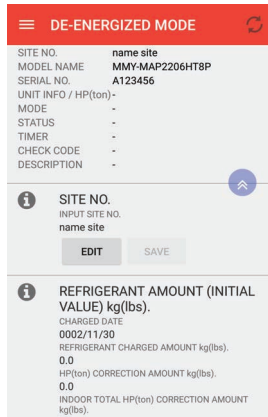 DE-ENERGIZED MODE
SITE NO. name site
MODEL NAME MMY-MAP2206HT8P
SERIAL NO. A123456
UNIT INFO / HP(ton) -
MODE -
STATUS -
TIMER -
CHECK CODE -
DESCRIPTION -
SITE NO.
INPUT SITE NO.
name site
EDIT SAVE
REFRIGERANT AMOUNT (INITIAL
VALUE) kg(lbs).
CHARGED DATE
0002/11/30
REFRIGERANT CHARGED AMOUNT kg(lbs).
0.0
HP(ton) CORRECTION AMOUNT kg(lbs).
0.0
INDOOR TOTAL HP(ton) CORRECTION AMOUNT
kg(lbs).